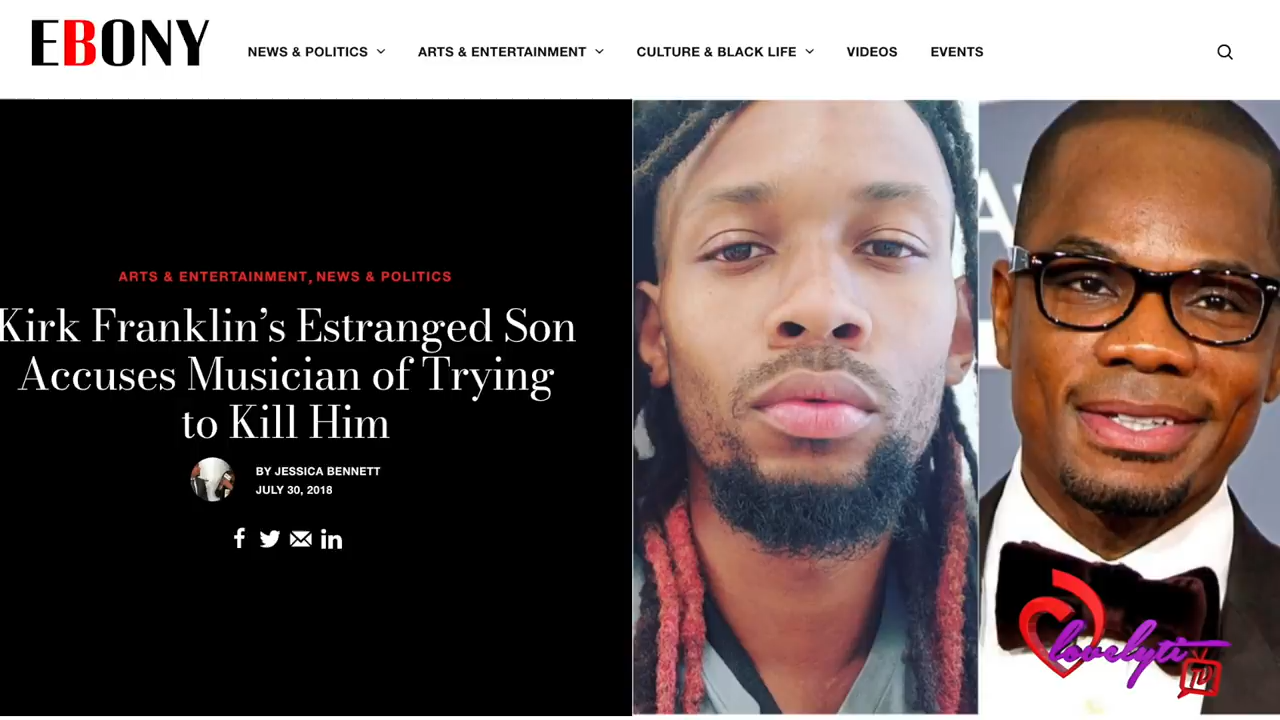 EBONY
NEWS & POLITICS
ARTS & ENTERTAINMENT
CULTURE & BLACK LIFE
VIDEOS
EVENTS
ARTS & ENTERTAINMENT, NEWS & POLITICS
Kirk Franklin’s Estranged Son
Accuses Musician of Trying
to Kill Him
BY JESSICA BENNETT
JULY 30, 2018
A
lovelyti
TV